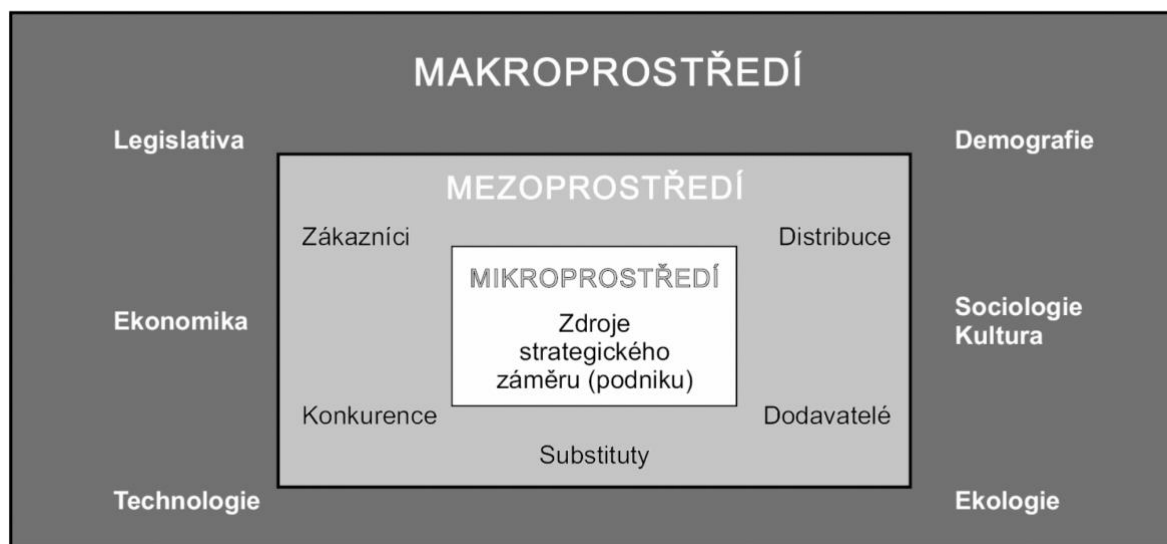 MAKROPROSTŘEDÍ
Legislativa
Demografie
MEZOPROSTŘEDÍ
Zákazníci
Distribuce
MIKROPROSTŘEDÍ
Zdroje
strategického
záměru (podniku)
Ekonomika
Sociologie
Kultura
Konkurence
Dodavatelé
Substituty
Technologie
Ekologie